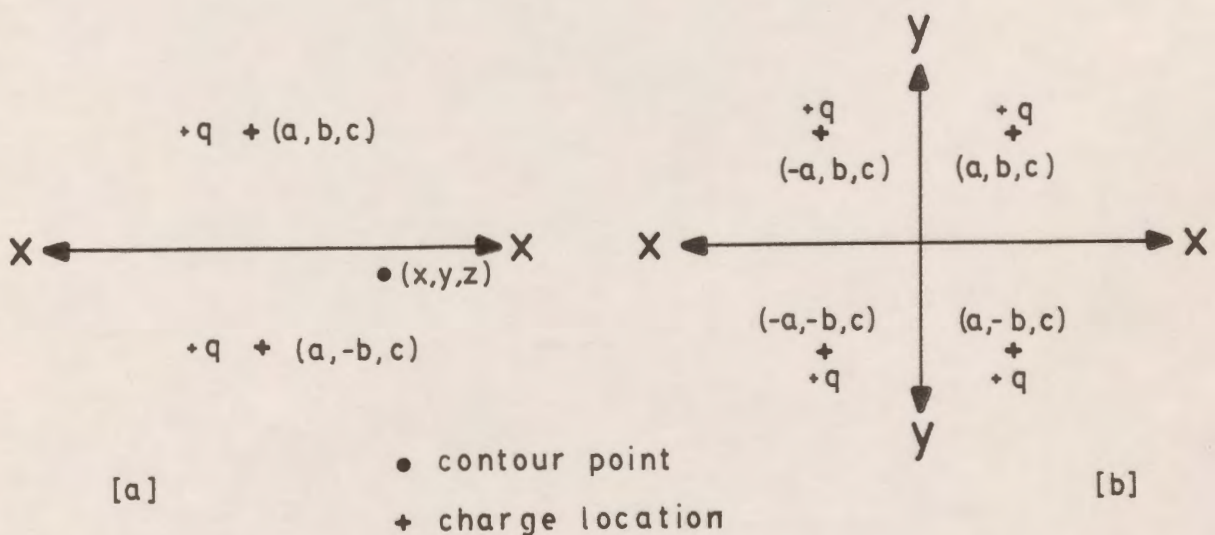 +q + (a,b,c)
X X
•(x,y,z)
+q + (a,-b,c)
[a]
y
+q +q
+ +
(-a,b,c) (a,b,c)
X X
(-a,-b,c) (a,-b,c)
+ +
+q +q
y
[b]
• contour point
+ charge location